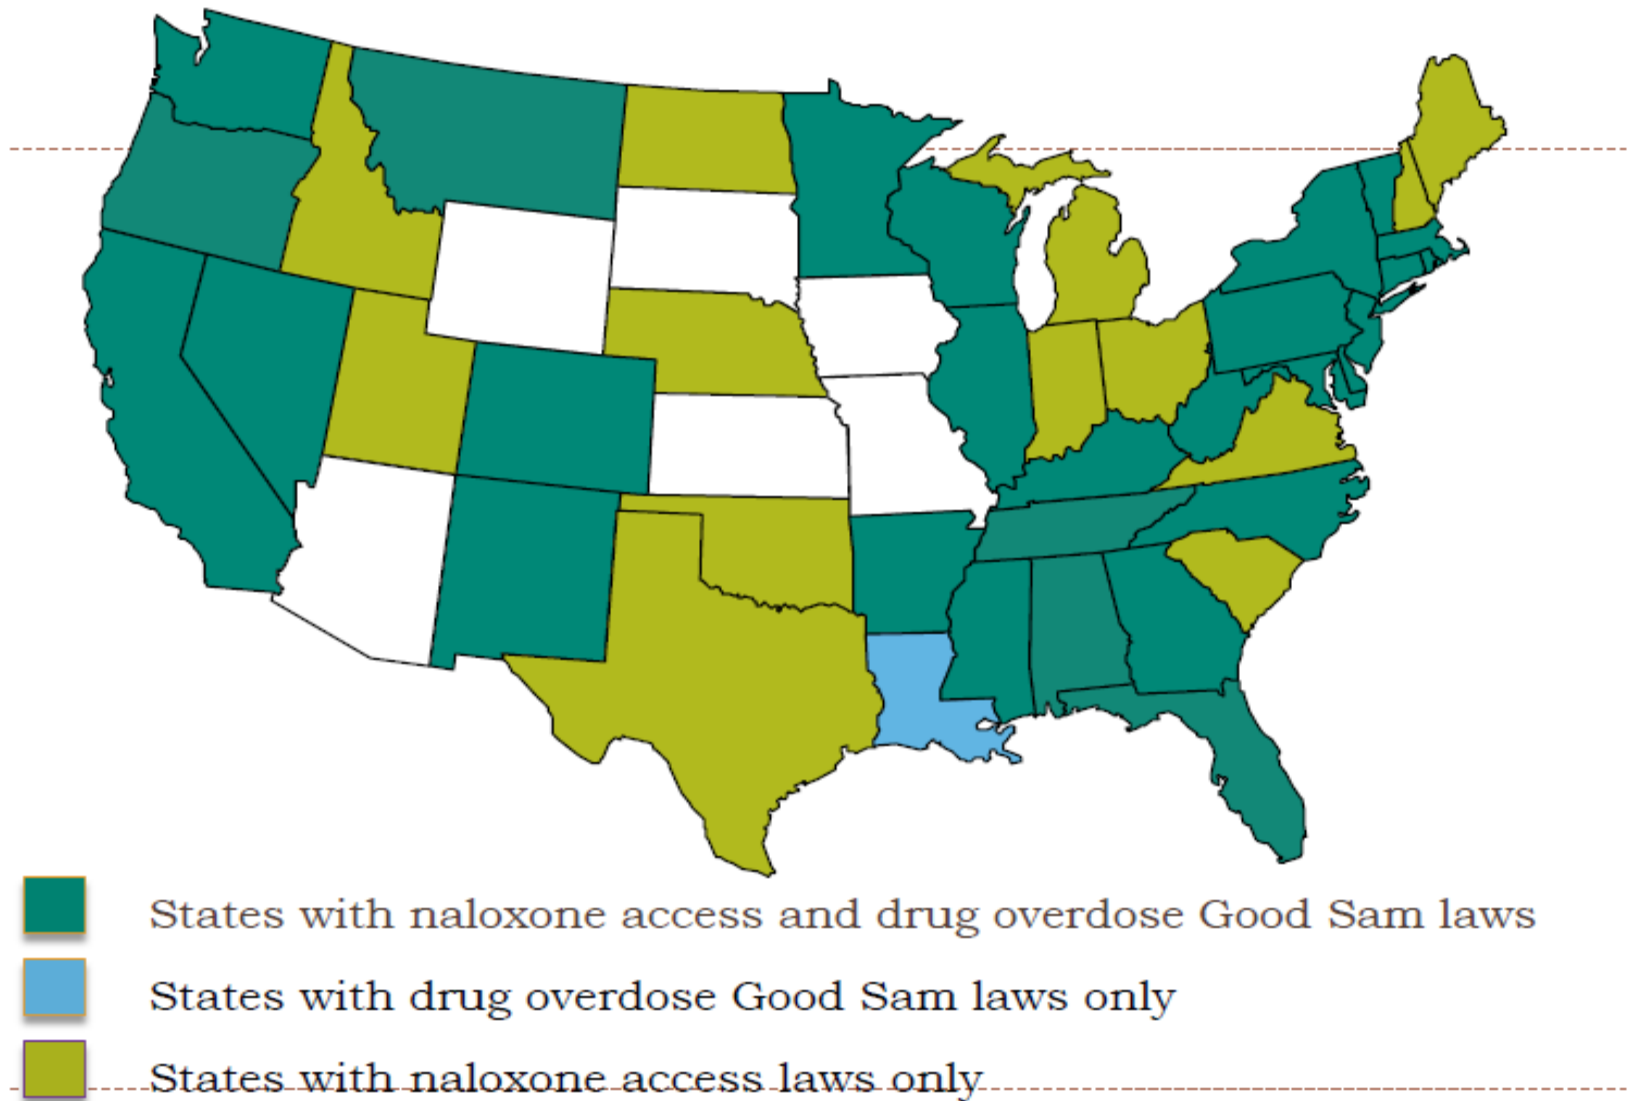 States with naloxone access and drug overdose Good Sam laws
States with drug overdose Good Sam laws only
States with naloxone access laws only